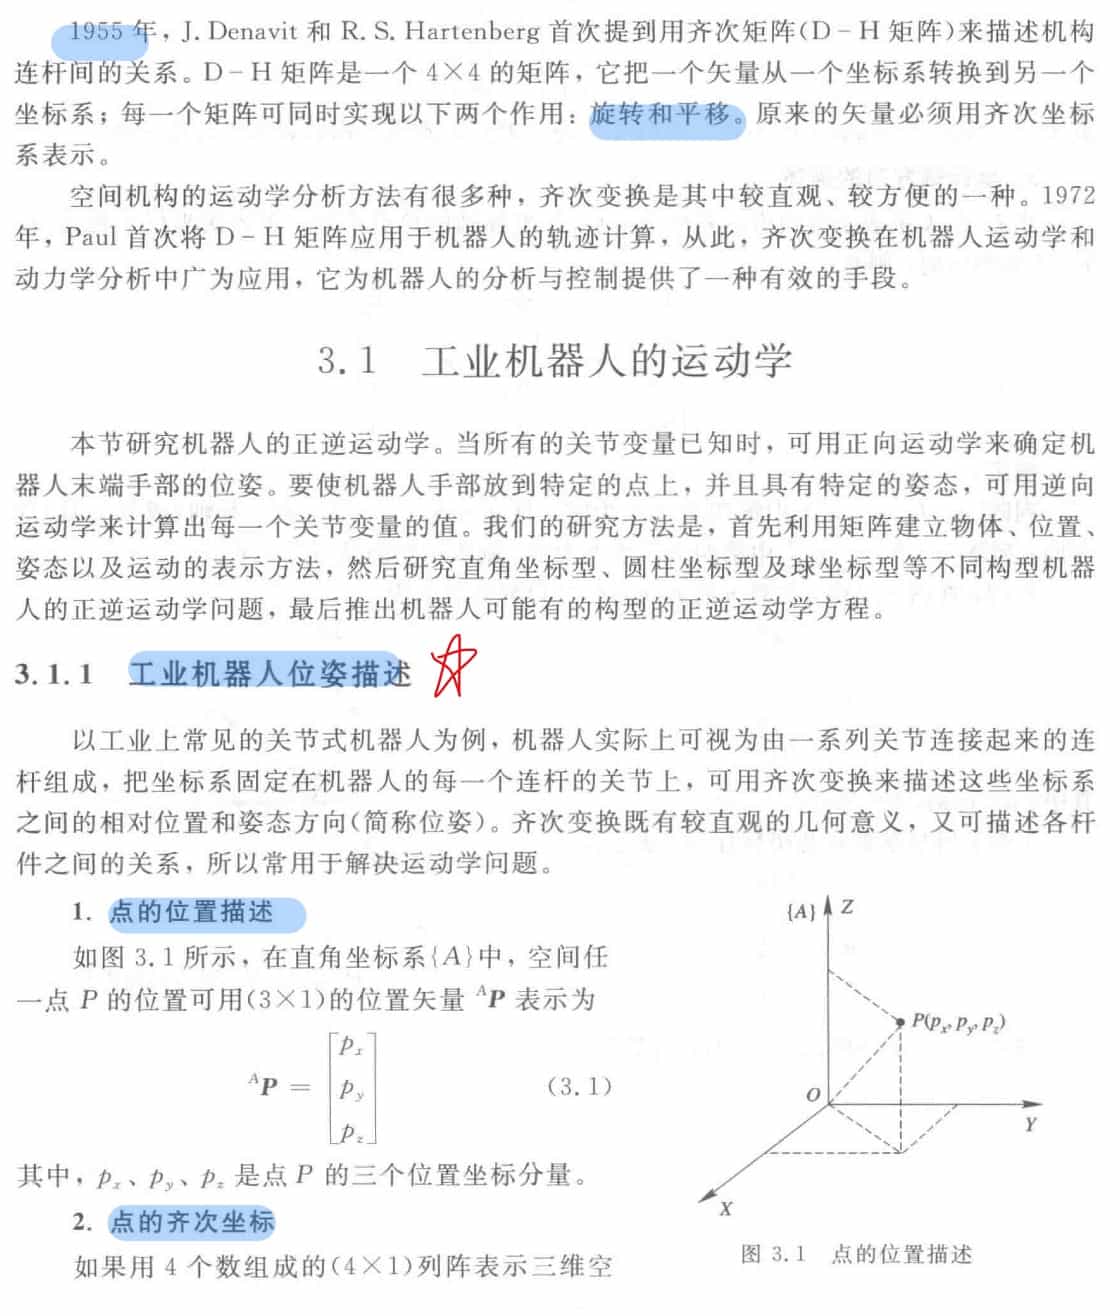 1955 年，J. Denavit 和 R. S. Hartenberg 首次提到用齐次矩阵(D－H 矩阵)来描述机构
连杆间的关系。D－H 矩阵是一个 4×4 的矩阵，它把一个矢量从一个坐标系转换到另一个
坐标系；每一个矩阵可同时实现以下两个作用：旋转和平移。原来的矢量必须用齐次坐标
系表示。
空间机构的运动学分析方法有很多种，齐次变换是其中较直观、较方便的一种。1972
年，Paul 首次将 D－H 矩阵应用于机器人的轨迹计算，从此，齐次变换在机器人运动学和
动力学分析中广为应用，它为机器人的分析与控制提供了一种有效的手段。
3.1 工业机器人的运动学
本节研究机器人的正逆运动学。当所有的关节变量已知时，可用正向运动学来确定机
器人末端手部的位姿。要使机器人手部放到特定的点上，并且具有特定的姿态，可用逆向
运动学来计算出每一个关节变量的值。我们的研究方法是，首先利用矩阵建立物体、位置、
姿态以及运动的表示方法，然后研究直角坐标型、圆柱坐标型及球坐标型等不同构型机器
人的正逆运动学问题，最后推出机器人可能有的构型的正逆运动学方程。
3.1.1 工业机器人位姿描述
以工业上常见的关节式机器人为例，机器人实际上可视为由一系列关节连接起来的连
杆组成，把坐标系固定在机器人的每一个连杆的关节上，可用齐次变换来描述这些坐标系
之间的相对位置和姿态方向(简称位姿)。齐次变换既有较直观的几何意义，又可描述各杆
件之间的关系，所以常用于解决运动学问题。
1. 点的位置描述
如图 3.1 所示，在直角坐标系{A}中，空间任
一点 P 的位置可用(3×1)的位置矢量 ᴬP 表示为
ᴬP = [p_x p_y p_z] (3.1)
其中，p_x、p_y、p_z 是点 P 的三个位置坐标分量。
2. 点的齐次坐标
如果用 4 个数组成的(4×1)列阵表示三维空
{A} Z
P(p_x, p_y, p_z)
O
Y
X
图 3.1 点的位置描述